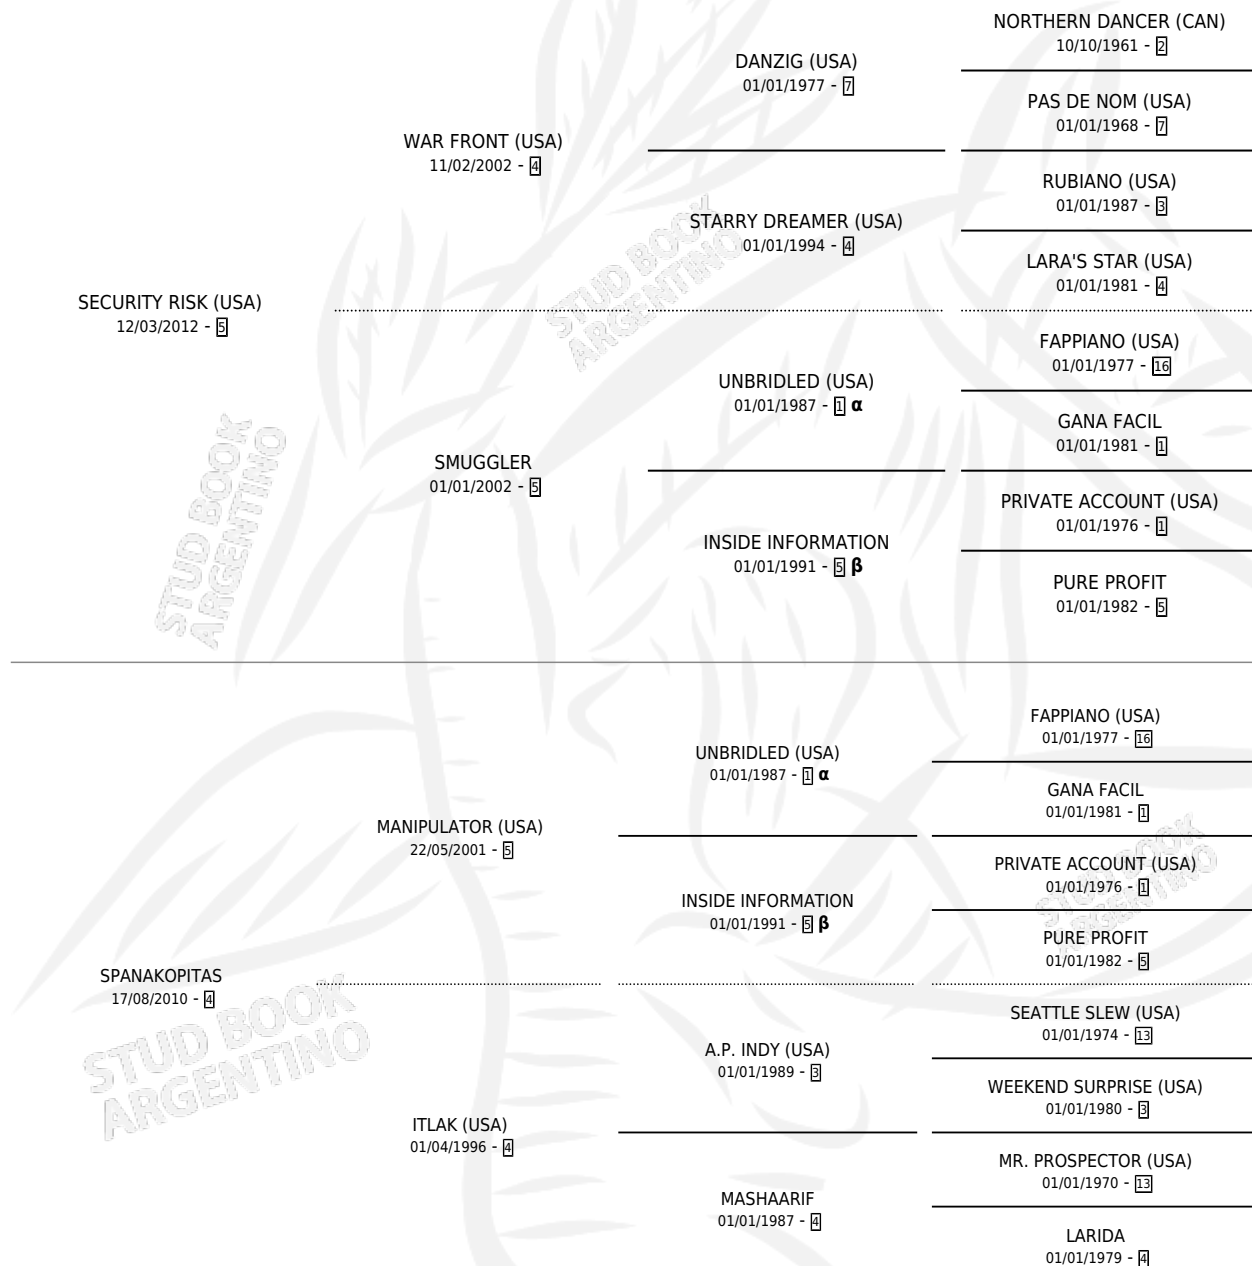 NORTHERN DANCER (CAN)
10/10/1961 - 2
DANZIG (USA)
01/01/1977 - 7
PAS DE NOM (USA)
01/01/1968 - 7
WAR FRONT (USA)
11/02/2002 - 4
RUBIANO (USA)
01/01/1987 - 3
STARRY DREAMER (USA)
01/01/1994 - 4
LARA'S STAR (USA)
01/01/1981 - 4
SECURITY RISK (USA)
12/03/2012 - 5
FAPPIANO (USA)
01/01/1977 - 16
UNBRIDLED (USA)
01/01/1987 - 1 α
GANA FACIL
01/01/1981 - 1
SMUGGLER
01/01/2002 - 5
PRIVATE ACCOUNT (USA)
01/01/1976 - 1
INSIDE INFORMATION
01/01/1991 - 5 β
PURE PROFIT
01/01/1982 - 5
FAPPIANO (USA)
01/01/1977 - 16
UNBRIDLED (USA)
01/01/1987 - 1 α
GANA FACIL
01/01/1981 - 1
MANIPULATOR (USA)
22/05/2001 - 5
PRIVATE ACCOUNT (USA)
01/01/1976 - 1
INSIDE INFORMATION
01/01/1991 - 5 β
PURE PROFIT
01/01/1982 - 5
SPANAKOPITAS
17/08/2010 - 4
SEATTLE SLEW (USA)
01/01/1974 - 13
A.P. INDY (USA)
01/01/1989 - 3
WEEKEND SURPRISE (USA)
01/01/1980 - 3
ITLAK (USA)
01/04/1996 - 4
MR. PROSPECTOR (USA)
01/01/1970 - 13
MASHAARIF
01/01/1987 - 4
LARIDA
01/01/1979 - 4
STUD BOOK
ARGENTINO
STUD BOOK
ARGENTINO
STUD BOOK
ARGENTINO
STUD BOOK
ARGENTINO